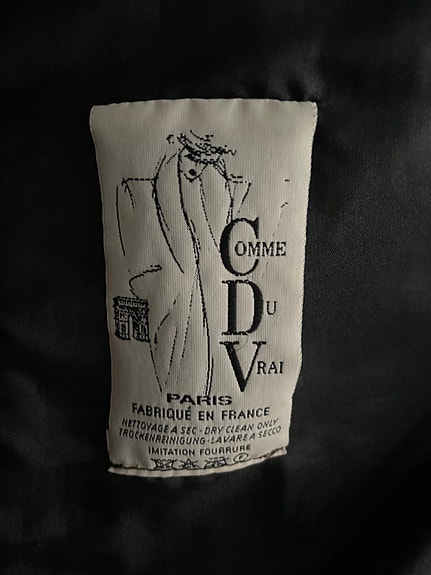 COMME
DU
VRAI
PARIS
FABRIQUÉ EN FRANCE
NETTOYAGE A SEC - DRY CLEAN ONLY
TROCKENREINIGUNG - LAVARE A SECCO
IMITATION FOURRURE
P